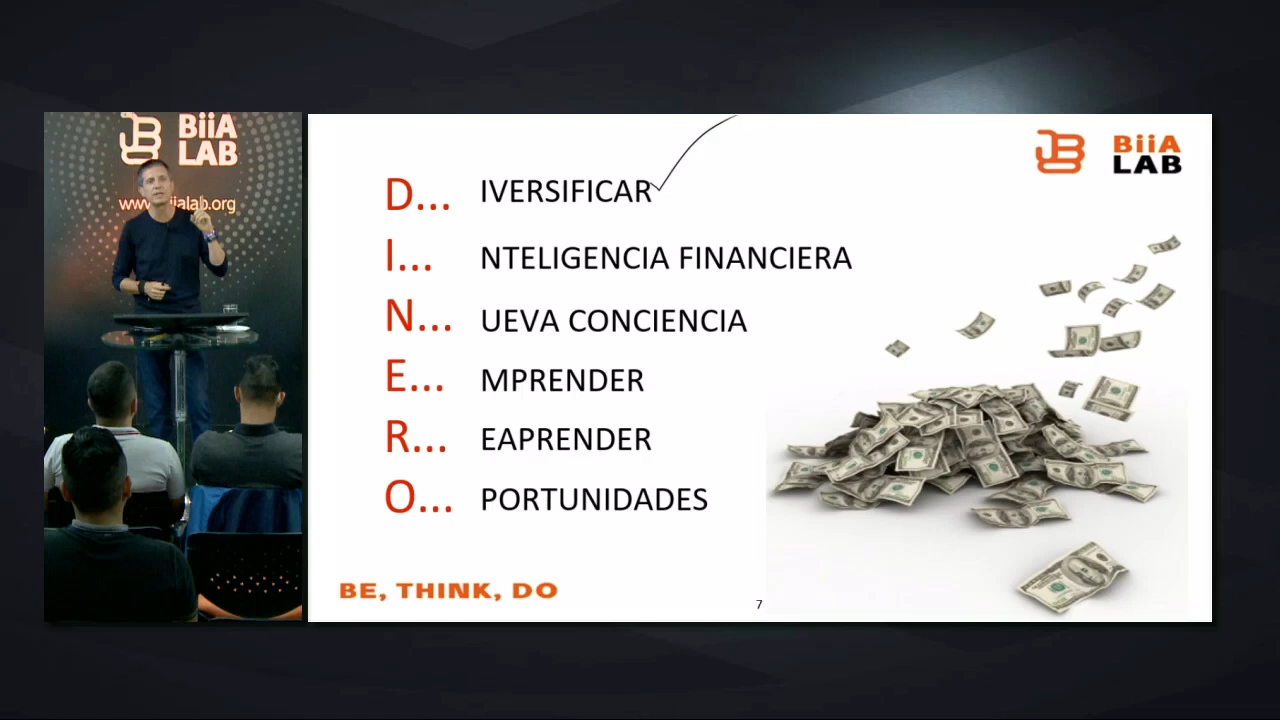 BiiA
LAB
www.biialab.org
BiiA
LAB
D... IVERSIFICAR
I... NTELIGENCIA FINANCIERA
N... UEVA CONCIENCIA
E... MPRENDER
R... EAPRENDER
O... PORTUNIDADES
BE, THINK, DO
7